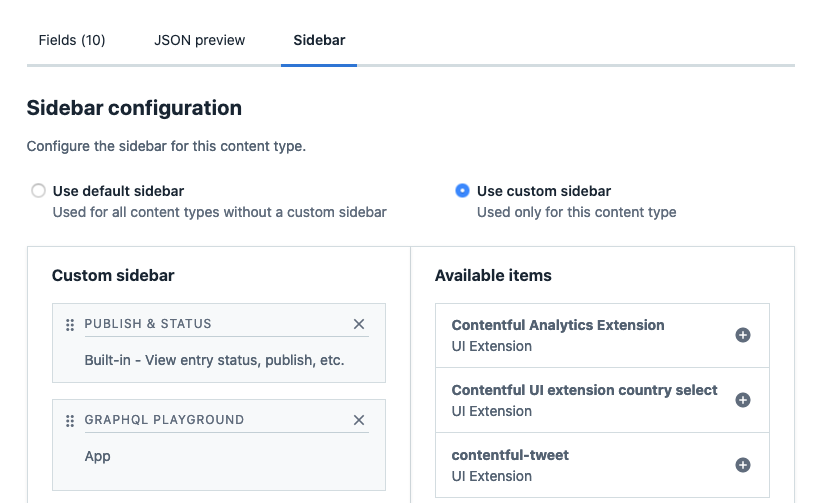 Fields (10) JSON preview Sidebar
Sidebar configuration
Configure the sidebar for this content type.
Use default sidebar
Used for all content types without a custom sidebar
Use custom sidebar
Used only for this content type
Custom sidebar
PUBLISH & STATUS
Built-in - View entry status, publish, etc.
GRAPHQL PLAYGROUND
App
Available items
Contentful Analytics Extension
UI Extension
Contentful UI extension country select
UI Extension
contentful-tweet
UI Extension